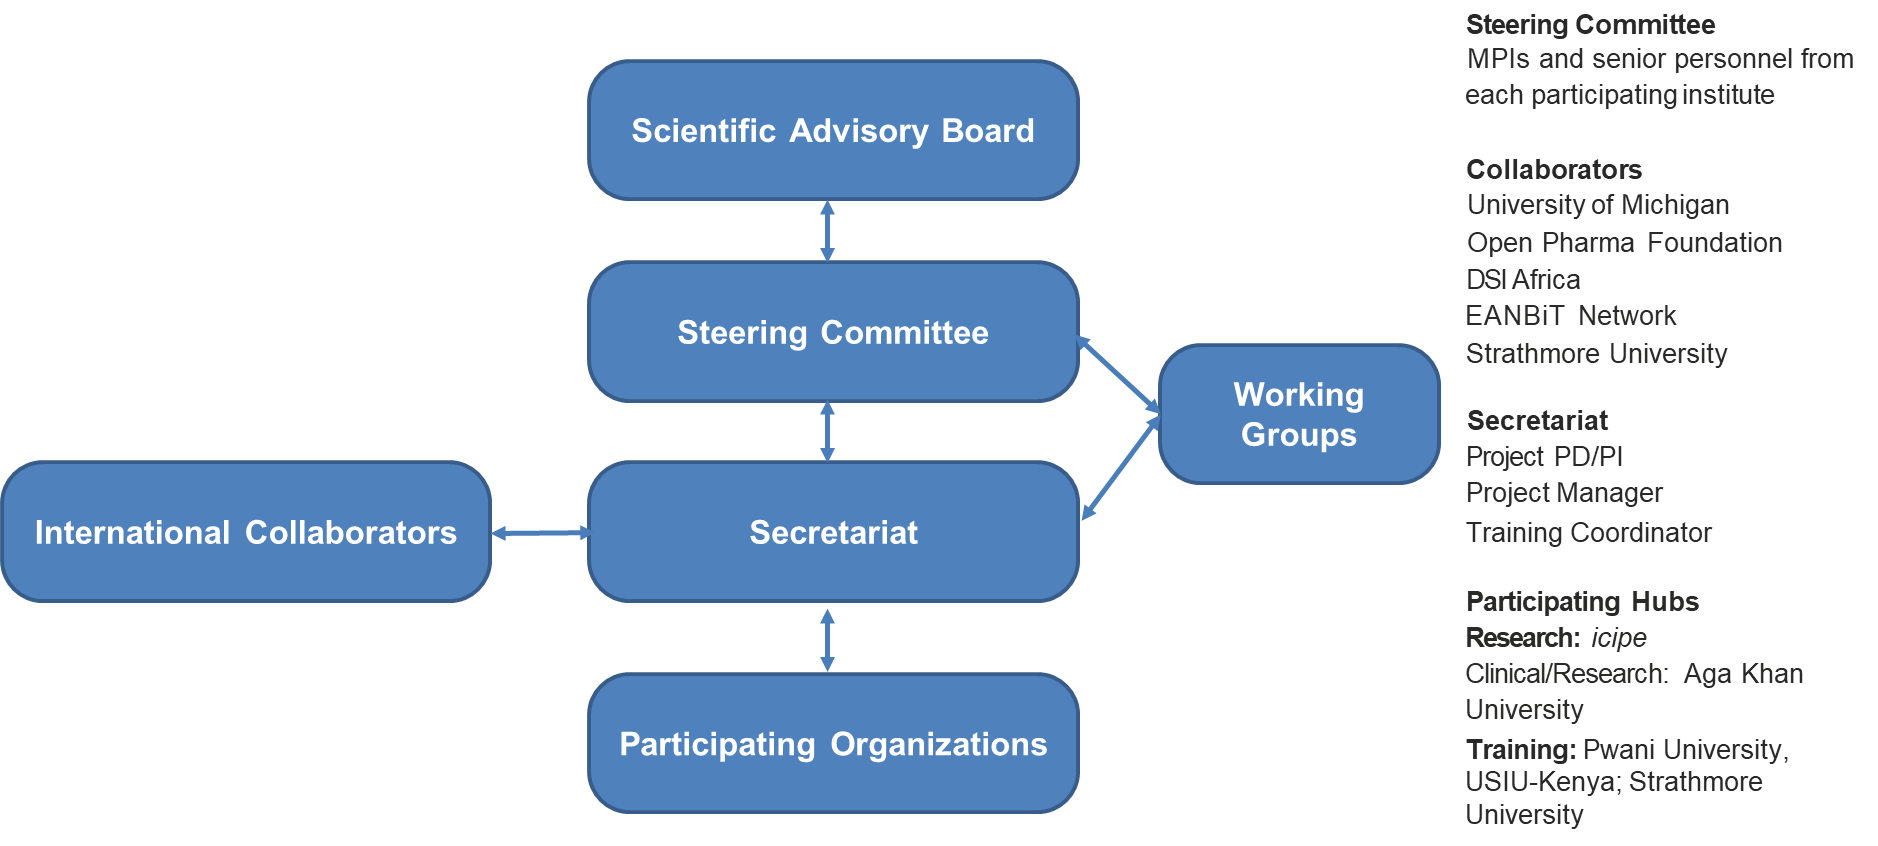 Scientific Advisory Board
Steering Committee
Working
Groups
International Collaborators
Secretariat
Participating Organizations
Steering Committee
MPIs and senior personnel from
each participating institute
Collaborators
University of Michigan
Open Pharma Foundation
DSI Africa
EANBiT Network
Strathmore University
Secretariat
Project PD/PI
Project Manager
Training Coordinator
Participating Hubs
Research: icipe
Clinical/Research: Aga Khan
University
Training: Pwani University,
USIU-Kenya; Strathmore
University